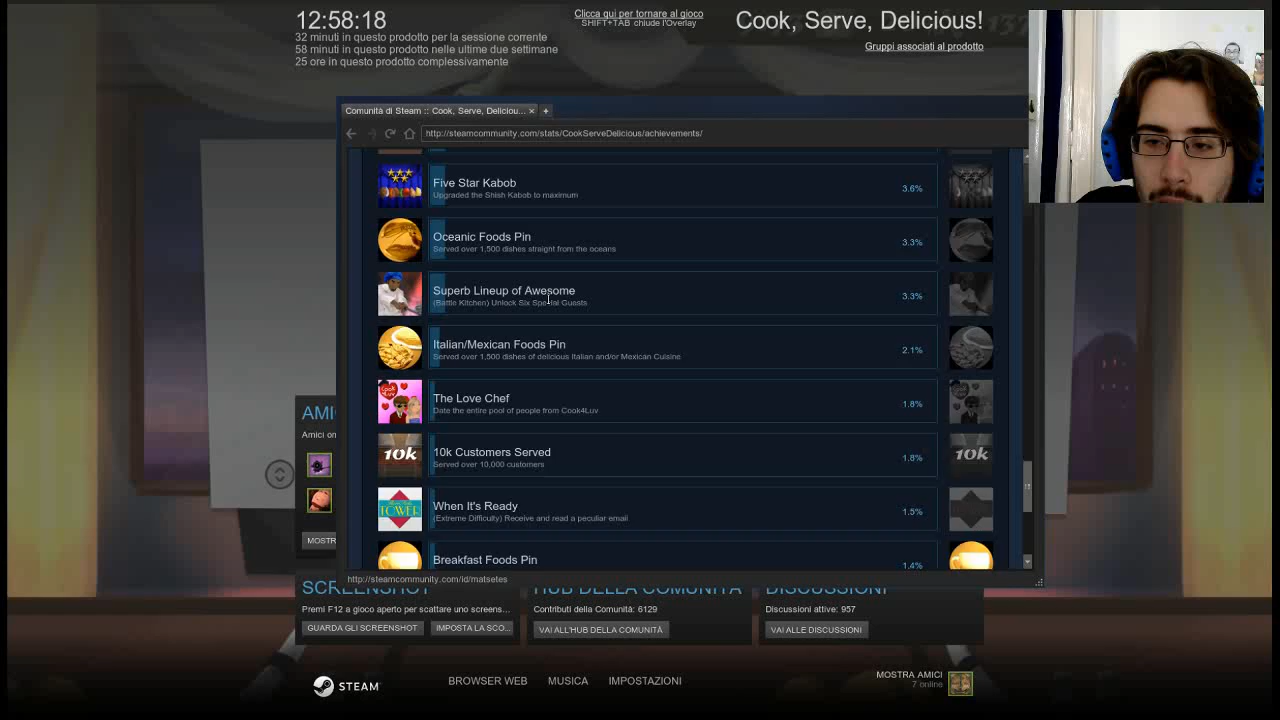 12:58:18
32 minuti in questo prodotto per la sessione corrente
58 minuti nel prodotto nelle ultime due settimane
25 ore in questo prodotto complessivamente
Clicca qui per tornare al gioco
SHIFT+TAB chiude l'Overlay
Cook, Serve, Delicious!
Gruppi associati al prodotto
Comunità di Steam :: Cook, Serve, Deliciou...
http://steamcommunity.com/stats/CookServeDelicious/achievements/
Five Star Kabob
Upgraded the Shish Kabob to maximum
3.6%
Oceanic Foods Pin
Served over 1,500 dishes straight from the oceans
3.3%
Superb Lineup of Awesome
(Battle Kitchen) Unlock Six Special Guests
3.3%
Italian/Mexican Foods Pin
Served over 1,500 dishes of delicious Italian and/or Mexican Cuisine
2.1%
The Love Chef
Date the entire pool of people from Cook4Luv
1.8%
10k
10k Customers Served
Served over 10,000 customers
1.8%
10k
TOWER
When It's Ready
(Extreme Difficulty) Receive and read a peculiar email
1.5%
Breakfast Foods Pin
1.4%
http://steamcommunity.com/id/matsetes
AMI
Amici on
MOSTR
SCREENSHOT
Premi F12 a gioco aperto per scattare uno screens...
GUARDA GLI SCREENSHOT
IMPOSTA LA SCO...
HUB DELLA COMUNITÀ
Contributi della Comunità: 6129
VAI ALL'HUB DELLA COMUNITÀ
DISCUSSIONI
Discussioni attive: 957
VAI ALLE DISCUSSIONI
STEAM
BROWSER WEB
MUSICA
IMPOSTAZIONI
MOSTRA AMICI
7 online